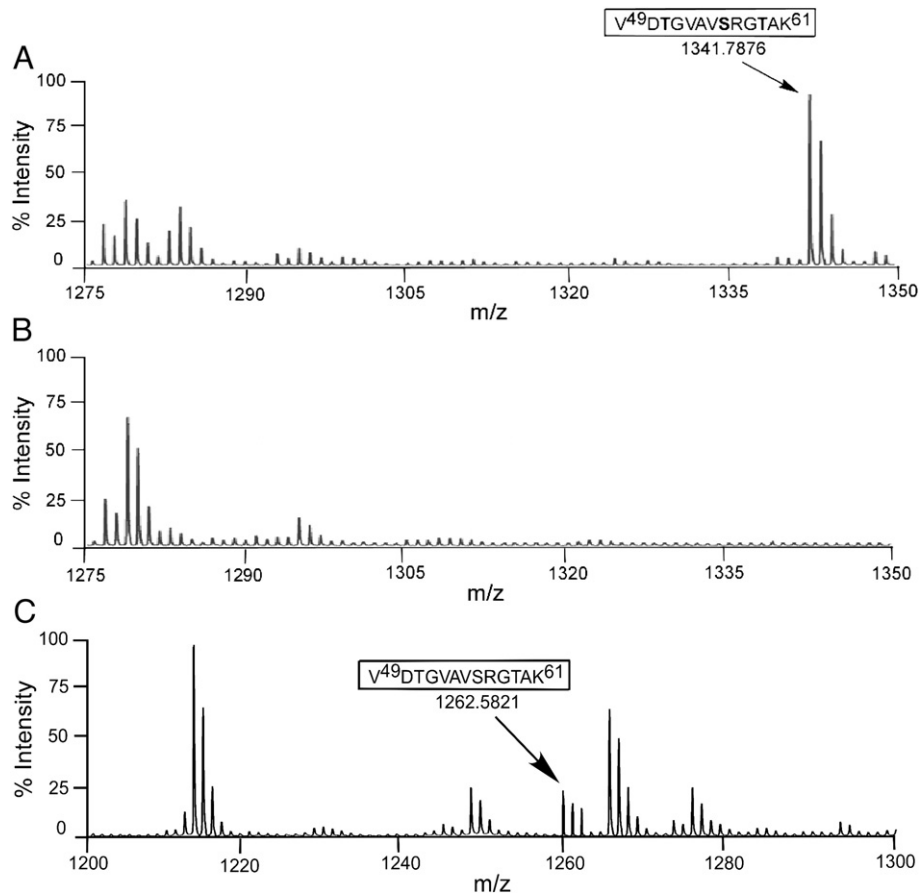 V49DTGVAVSRGTAK61
1341.7876
A
100
75
50
25
0
% Intensity
1275 1290 1305 1320 1335 1350
m/z
B
100
75
50
25
0
% Intensity
1275 1290 1305 1320 1335 1350
m/z
C
100
75
50
25
0
% Intensity
V49DTGVAVSRGTAK61
1262.5821
1200 1220 1240 1260 1280 1300
m/z